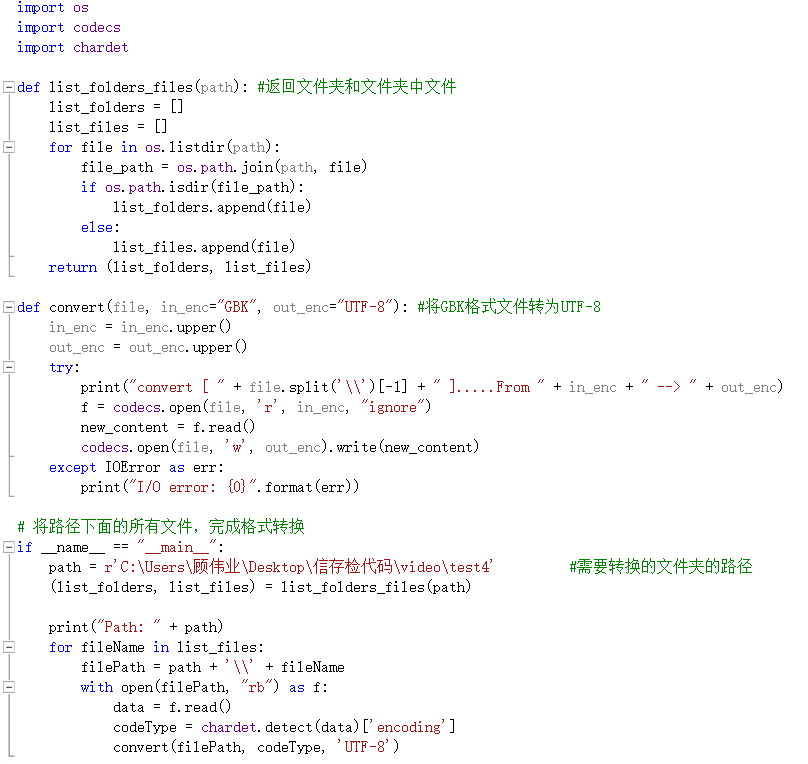 import os
import codecs
import chardet
def list_folders_files(path): #返回文件夹和文件夹中文件
    list_folders = []
    list_files = []
    for file in os.listdir(path):
        file_path = os.path.join(path, file)
        if os.path.isdir(file_path):
            list_folders.append(file)
        else:
            list_files.append(file)
    return (list_folders, list_files)
def convert(file, in_enc="GBK", out_enc="UTF-8"): #将GBK格式文件转为UTF-8
    in_enc = in_enc.upper()
    out_enc = out_enc.upper()
    try:
        print("convert [ " + file.split('\\')[-1] + " ].....From " + in_enc + " --> " + out_enc)
        f = codecs.open(file, 'r', in_enc, "ignore")
        new_content = f.read()
        codecs.open(file, 'w', out_enc).write(new_content)
    except IOError as err:
        print("I/O error: {0}".format(err))
# 将路径下面的所有文件，完成格式转换
if __name__ == "__main__":
    path = r'C:\Users\顾伟业\Desktop\信存检代码\video\test4'         #需要转换的文件夹的路径
    (list_folders, list_files) = list_folders_files(path)
    print("Path: " + path)
    for fileName in list_files:
        filePath = path + '\\' + fileName
        with open(filePath, "rb") as f:
            data = f.read()
            codeType = chardet.detect(data)['encoding']
            convert(filePath, codeType, 'UTF-8')